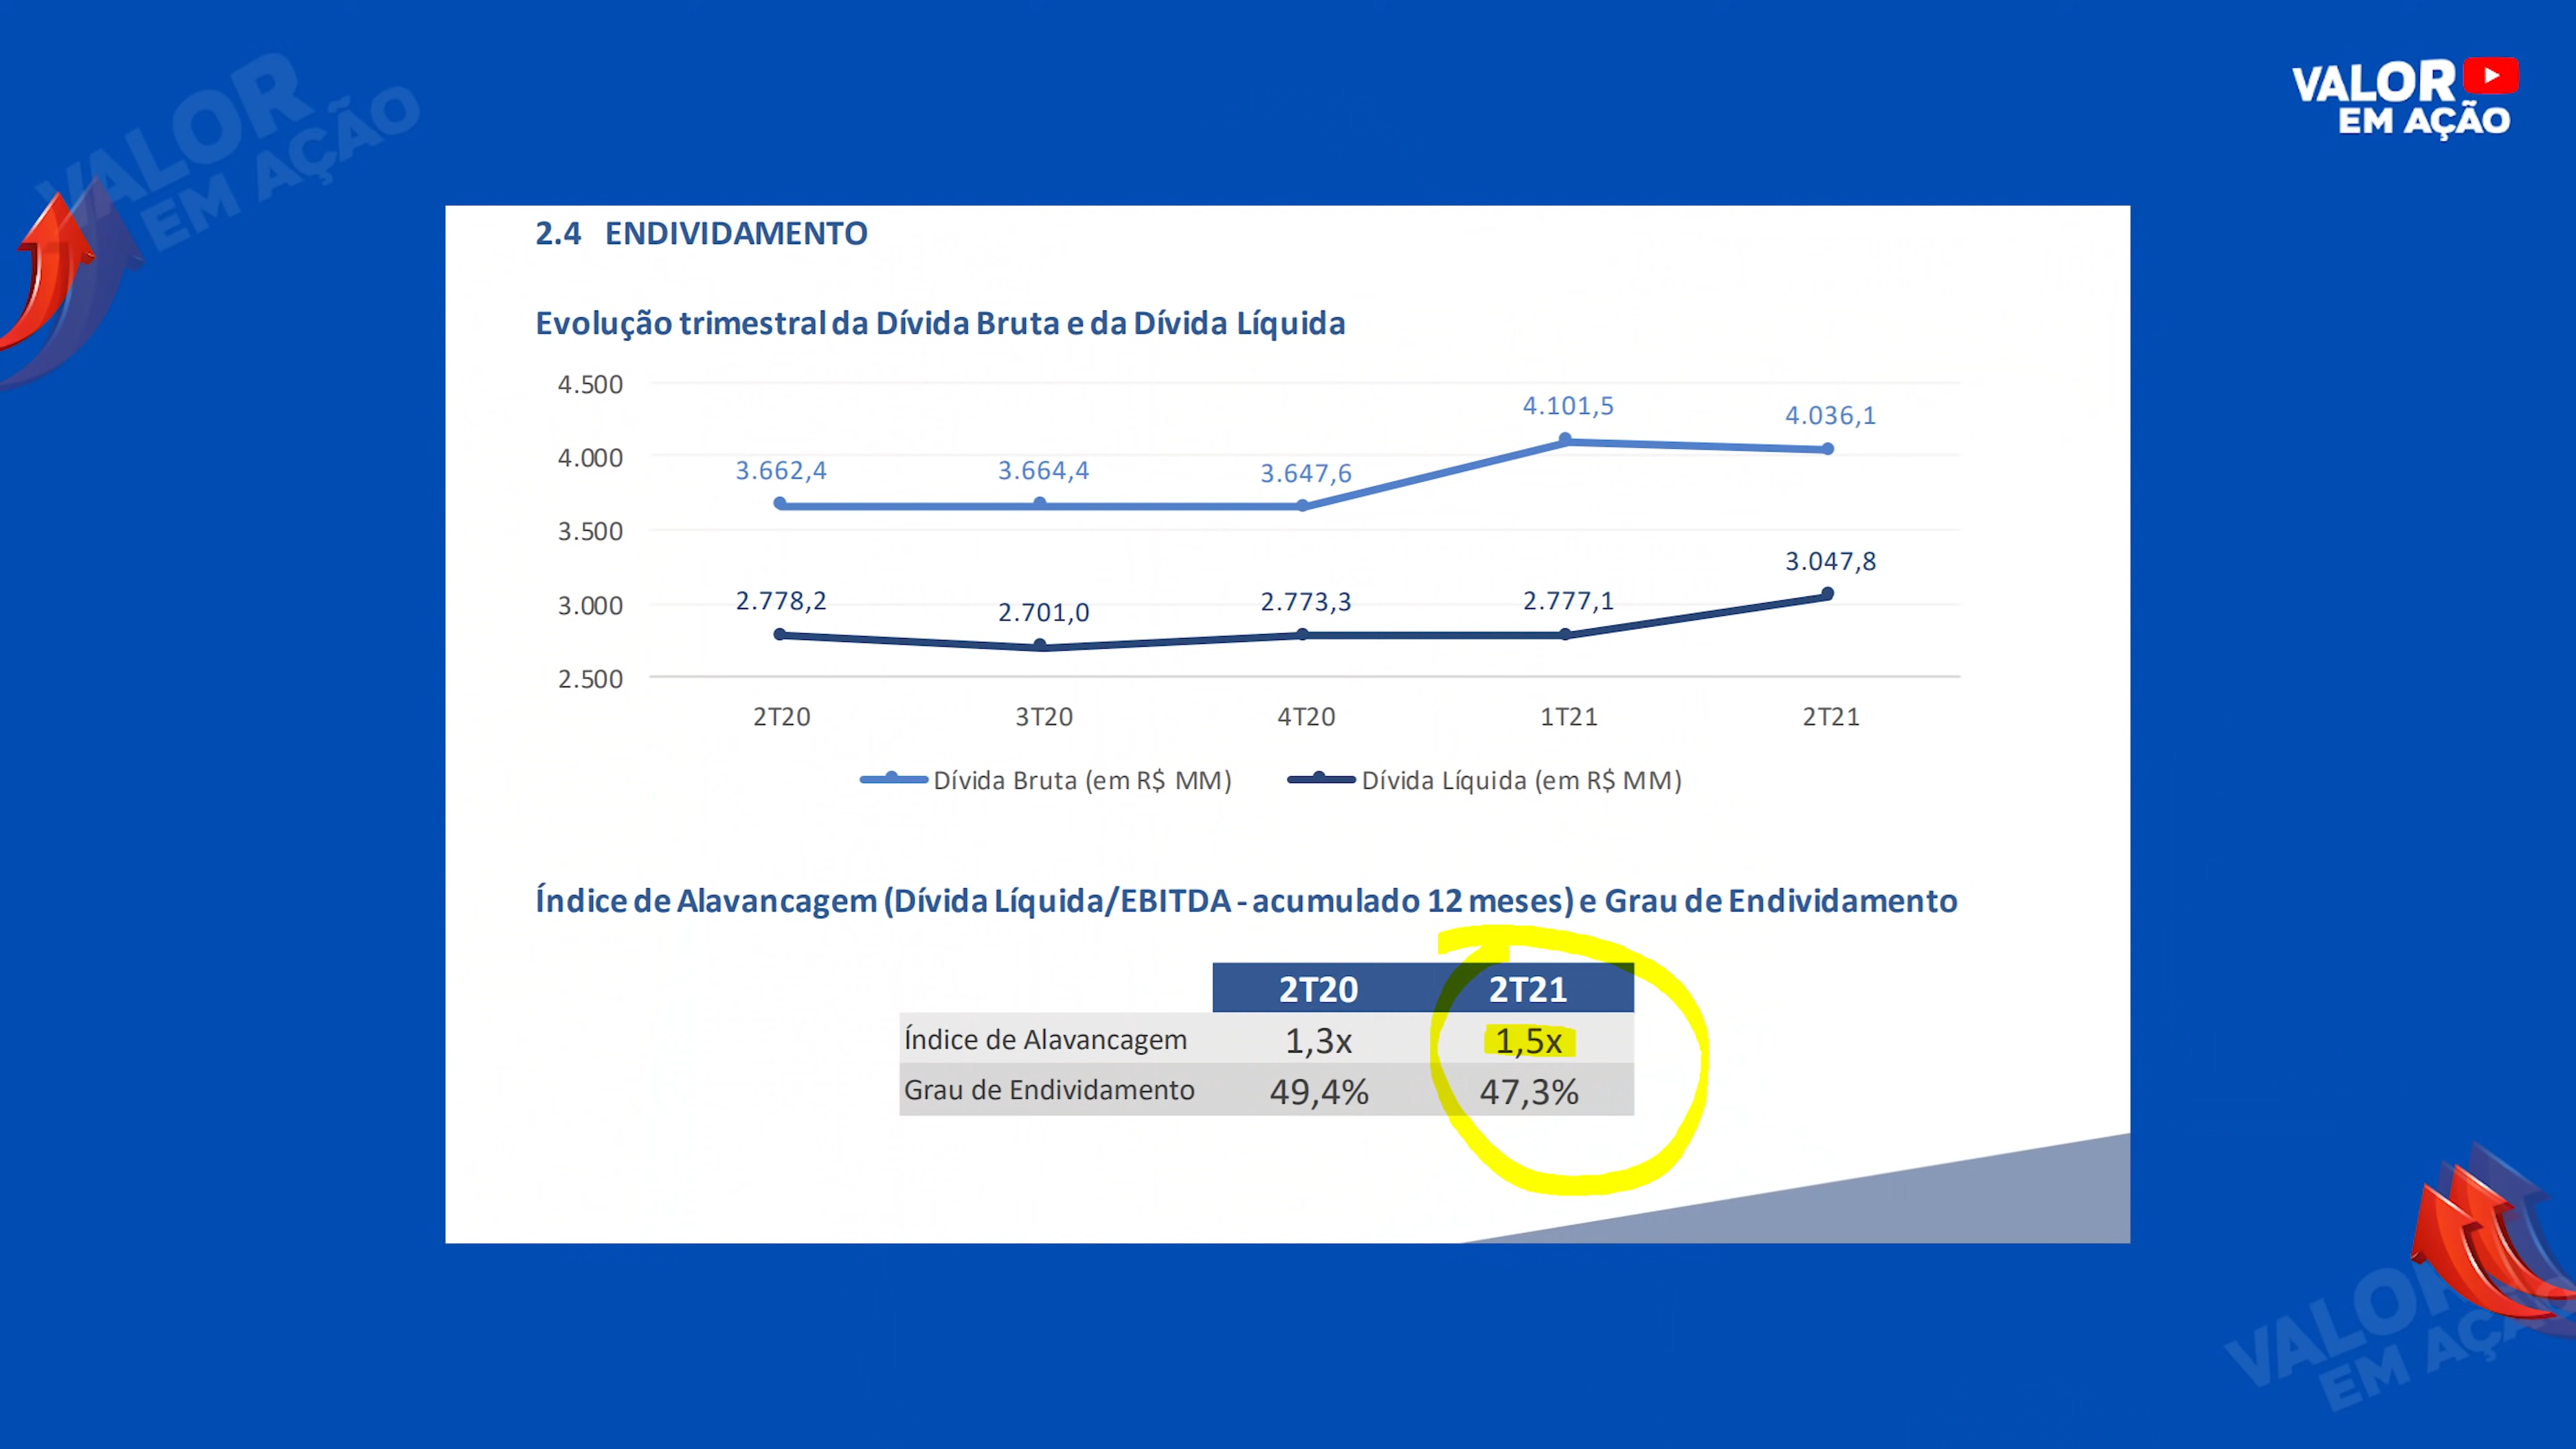 VALOR
EM AÇÃO
VALOR
EM AÇÃO
2.4 ENDIVIDAMENTO
Evolução trimestral da Dívida Bruta e da Dívida Líquida
4.500
4.000
3.500
3.000
2.500
3.662,4
3.664,4
3.647,6
4.101,5
4.036,1
2.778,2
2.701,0
2.773,3
2.777,1
3.047,8
2T20
3T20
4T20
1T21
2T21
Dívida Bruta (em R$ MM)
Dívida Líquida (em R$ MM)
Índice de Alavancagem (Dívida Líquida/EBITDA - acumulado 12 meses) e Grau de Endividamento
2T20 2T21
Índice de Alavancagem 1,3x 1,5x
Grau de Endividamento 49,4% 47,3%
VALOR
EM AÇÃO